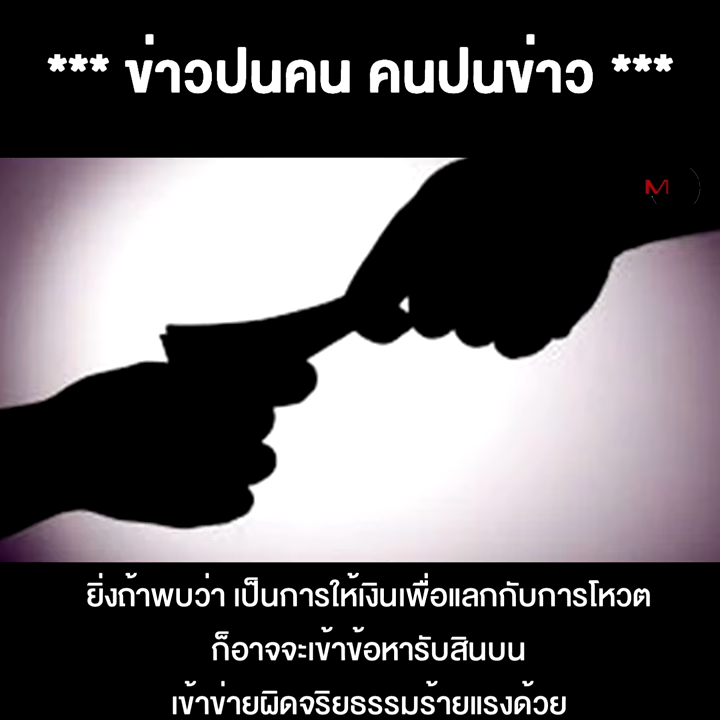 *** ข่าวปนคน คนปนข่าว ***
M
ยิ่งถ้าพบว่า เป็นการให้เงินเพื่อแลกกับการโหวต
ก็อาจจะเข้าข้อหารับสินบน
เข้าข่ายผิดจริยธรรมร้ายแรงด้วย